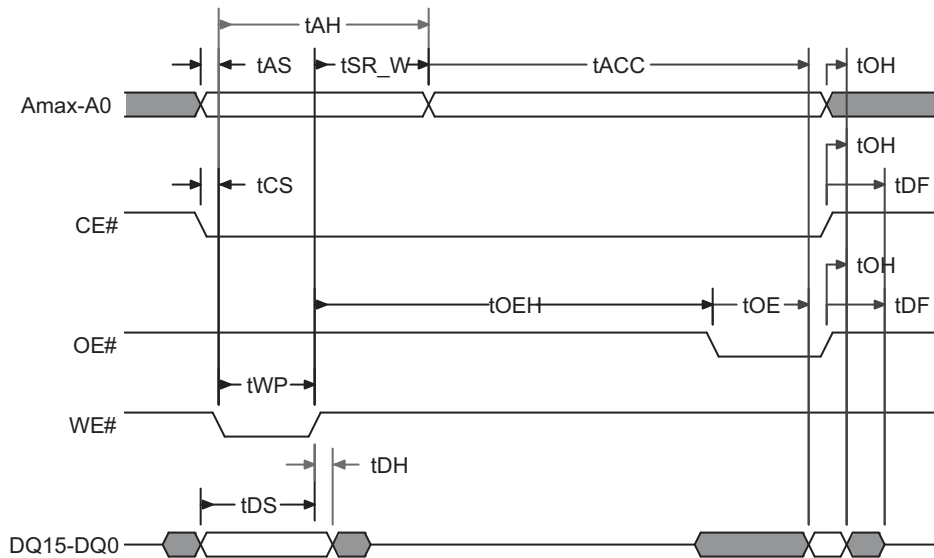 tAH
tAS
tSR_W
tACC
tOH
Amax-A0
tOH
tCS
tDF
CE#
tOH
tOEH
tOE
tDF
OE#
tWP
WE#
tDH
tDS
DQ15-DQ0